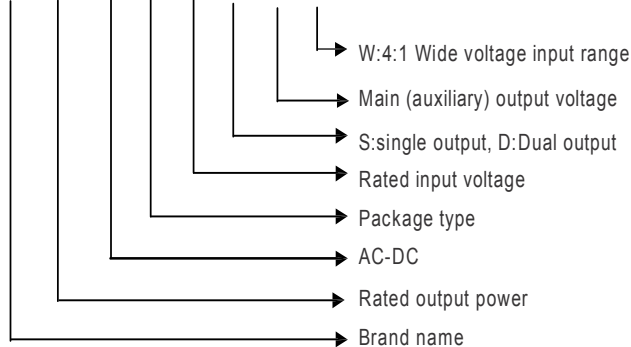 W:4:1 Wide voltage input range
Main (auxiliary) output voltage
S:single output, D:Dual output
Rated input voltage
Package type
AC-DC
Rated output power
Brand name